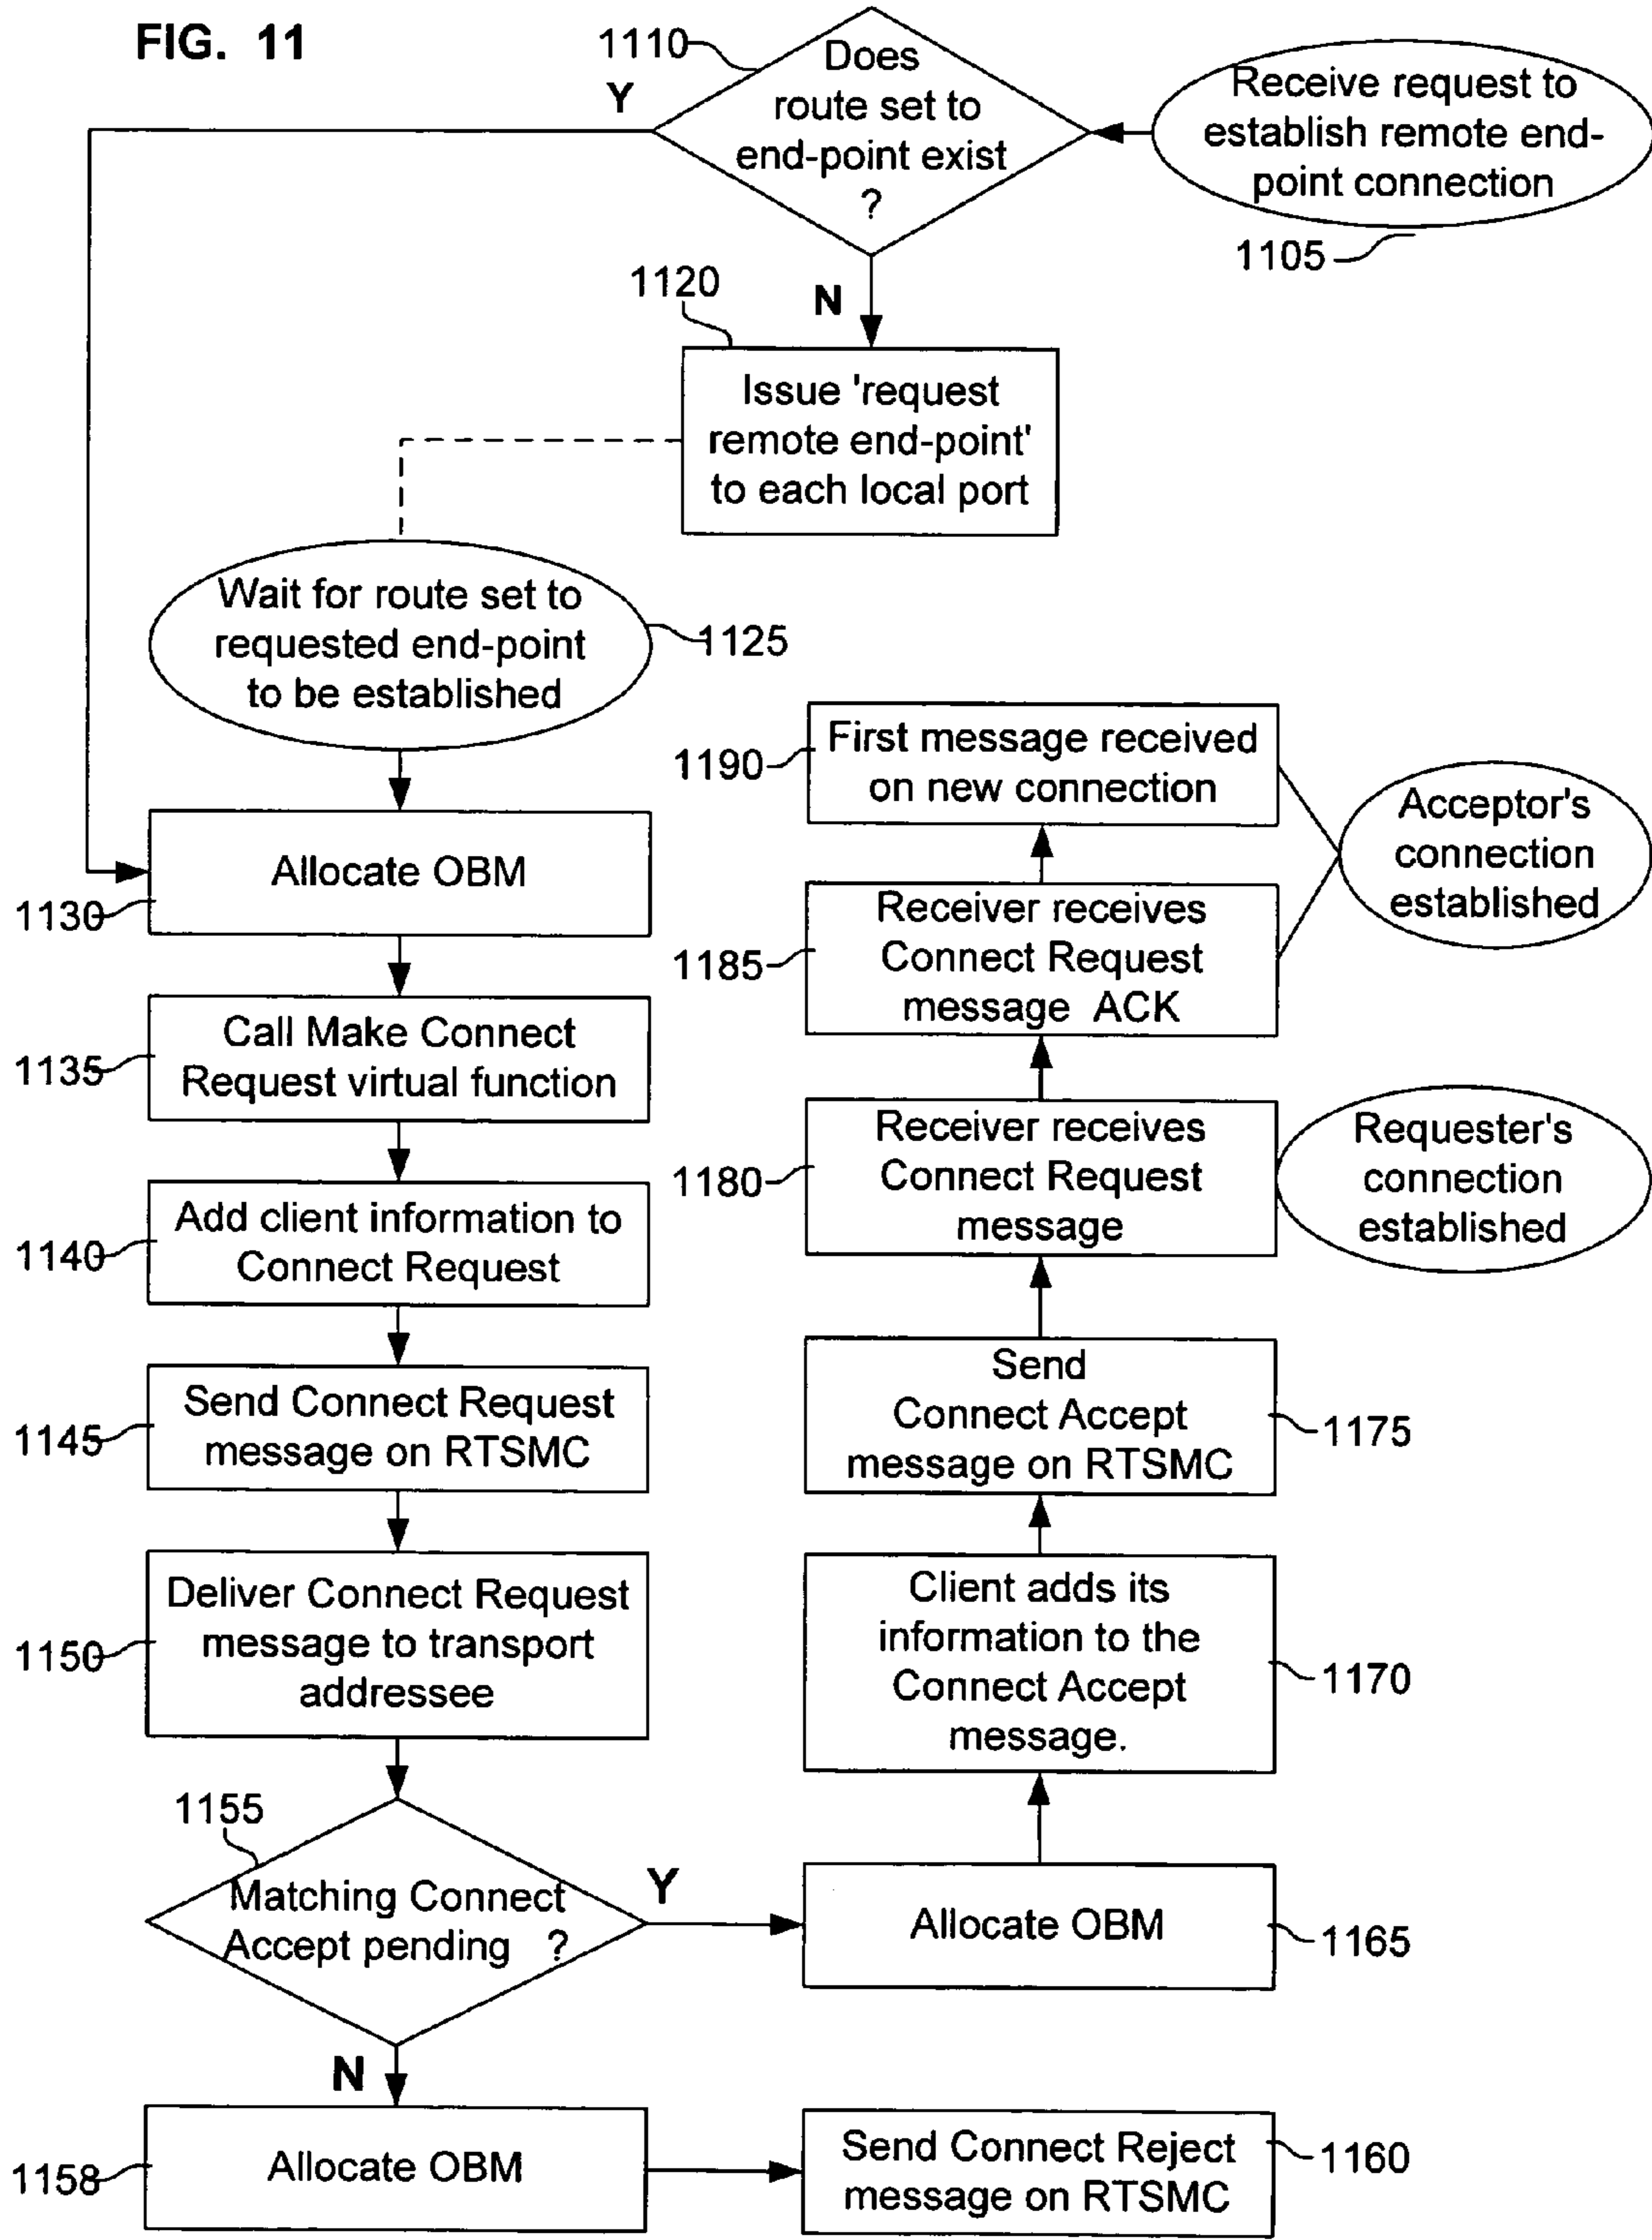 FIG. 11
1110
Does
route set to
end-point exist
?
Y
N
Receive request to
establish remote end-
point connection
1105
1120
Issue 'request
remote end-point'
to each local port
Wait for route set to
requested end-point
to be established
1125
Allocate OBM
1130
Call Make Connect
Request virtual function
1135
Add client information to
Connect Request
1140
Send Connect Request
message on RTSMC
1145
Deliver Connect Request
message to transport
addressee
1150
1155
Matching Connect
Accept pending ?
Y
N
Allocate OBM
1158
Send Connect Reject
message on RTSMC
1160
Allocate OBM
1165
Client adds its
information to the
Connect Accept
message.
1170
Send
Connect Accept
message on RTSMC
1175
Receiver receives
Connect Request
message
1180
Requester's
connection
established
Receiver receives
Connect Request
message ACK
1185
First message received
on new connection
1190
Acceptor's
connection
established